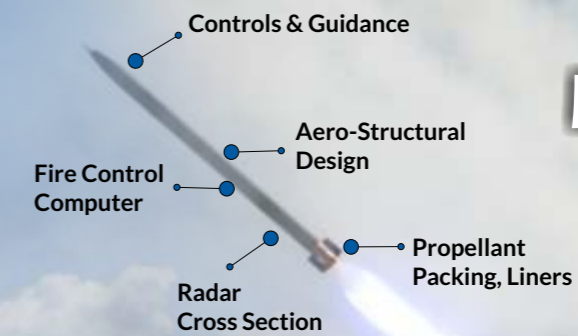 Controls & Guidance
Aero-Structural
Design
Fire Control
Computer
Propellant
Packing, Liners
Radar
Cross Section